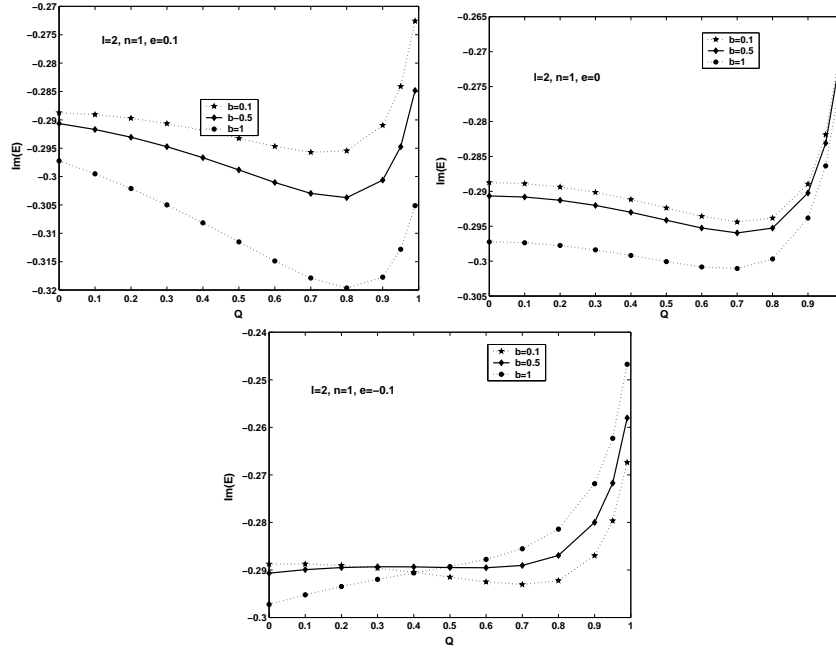 −0.27
−0.275
−0.28
−0.285
−0.29
−0.295
−0.3
−0.305
−0.31
−0.315
−0.32
Im(E)
l=2, n=1, e=0.1
b=0.1
b−0.5
b=1
0 0.1 0.2 0.3 0.4 0.5 0.6 0.7 0.8 0.9 1
Q
−0.265
−0.275
−0.285
−0.295
−0.3
−0.305
Im(E)
l=2, n=1, e=0
b=0.1
b=0.5
b=1
0 0.1 0.2 0.3 0.4 0.5 0.6 0.7 0.8 0.9
Q
−0.24
−0.25
−0.26
−0.27
−0.28
−0.29
−0.3
Im(E)
l=2, n=1, e=−0.1
b=0.1
b=0.5
b=1
0 0.1 0.2 0.3 0.4 0.5 0.6 0.7 0.8 0.9 1
Q